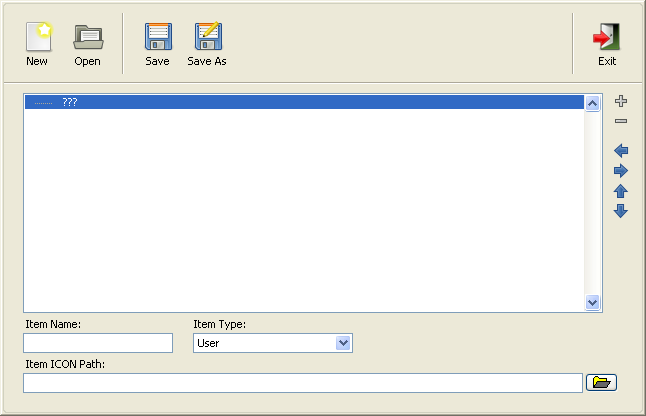 New Open Save Save As Exit
???
Item Name: Item Type:
User
Item ICON Path: